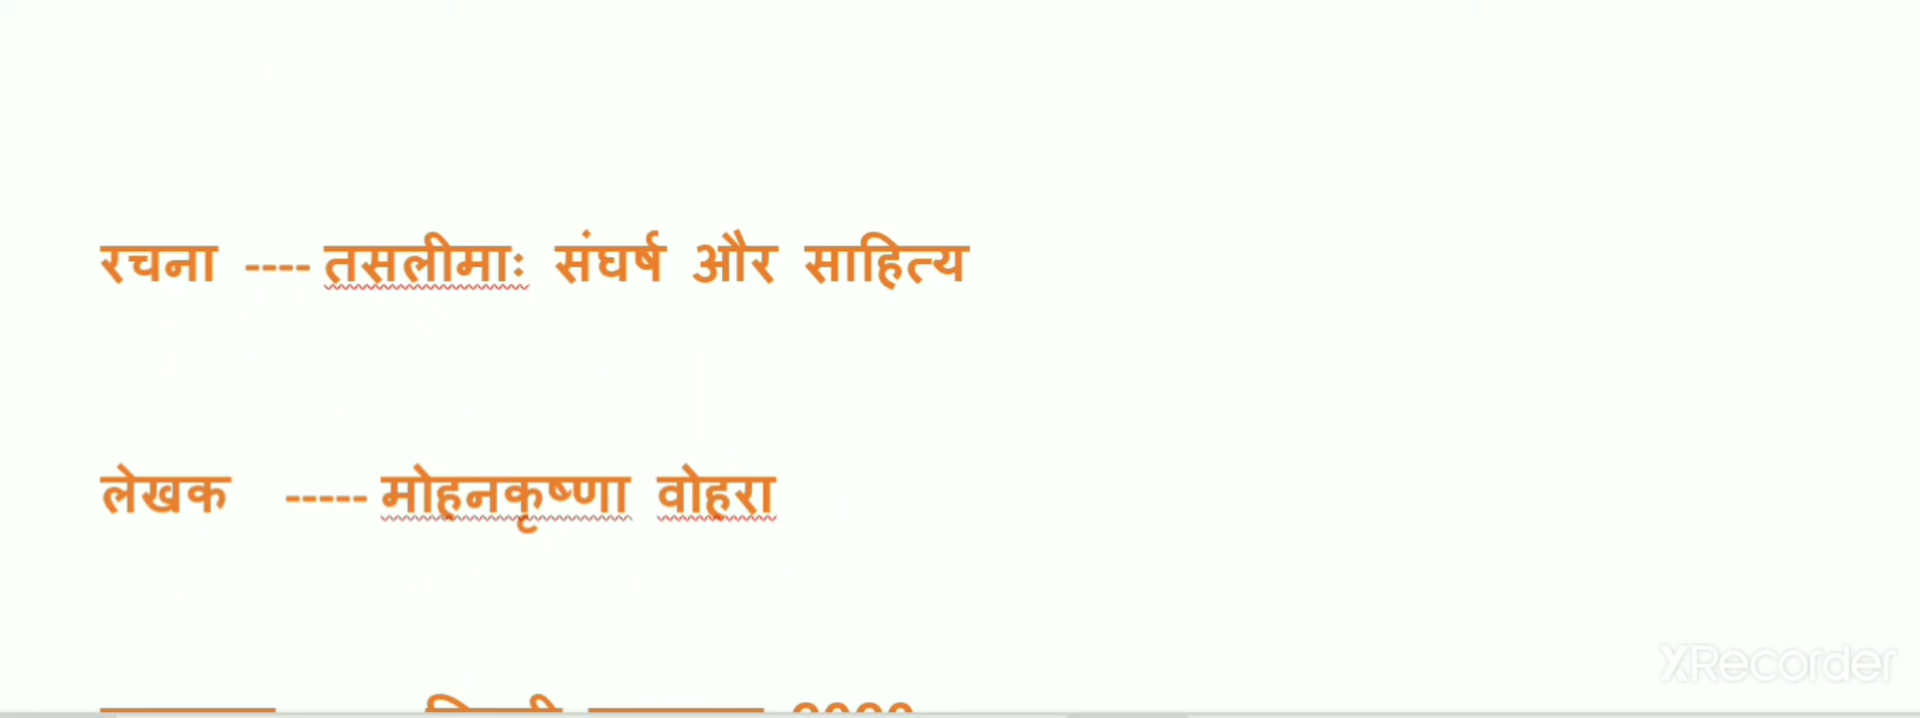 रचना ---- तसलीमाः संघर्ष और साहित्य
लेखक ----- मोहनकृष्णा वोहरा
XRecorder